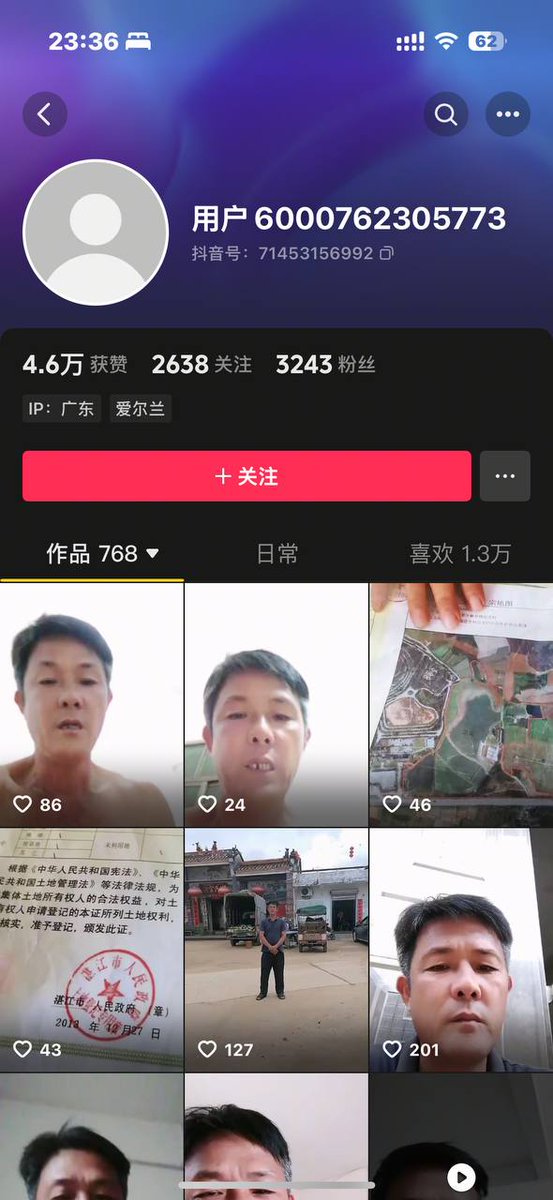 23:36
62
用户6000762305773
抖音号：71453156992
4.6万 获赞 2638 关注 3243 粉丝
IP：广东 爱尔兰
+ 关注
作品 768 日常 喜欢 1.3万
86
24
46
根据《中华人民共和国宪法》、《中华
民共和国土地管理法》等法律法规，为
集体土地所有权人的合法权益，对土
有权人申请登记的本证所列土地权利，
核实，准予登记，颁发此证。
湛江市 人民政府（章）
2013 年 12月27 日
43
127
201